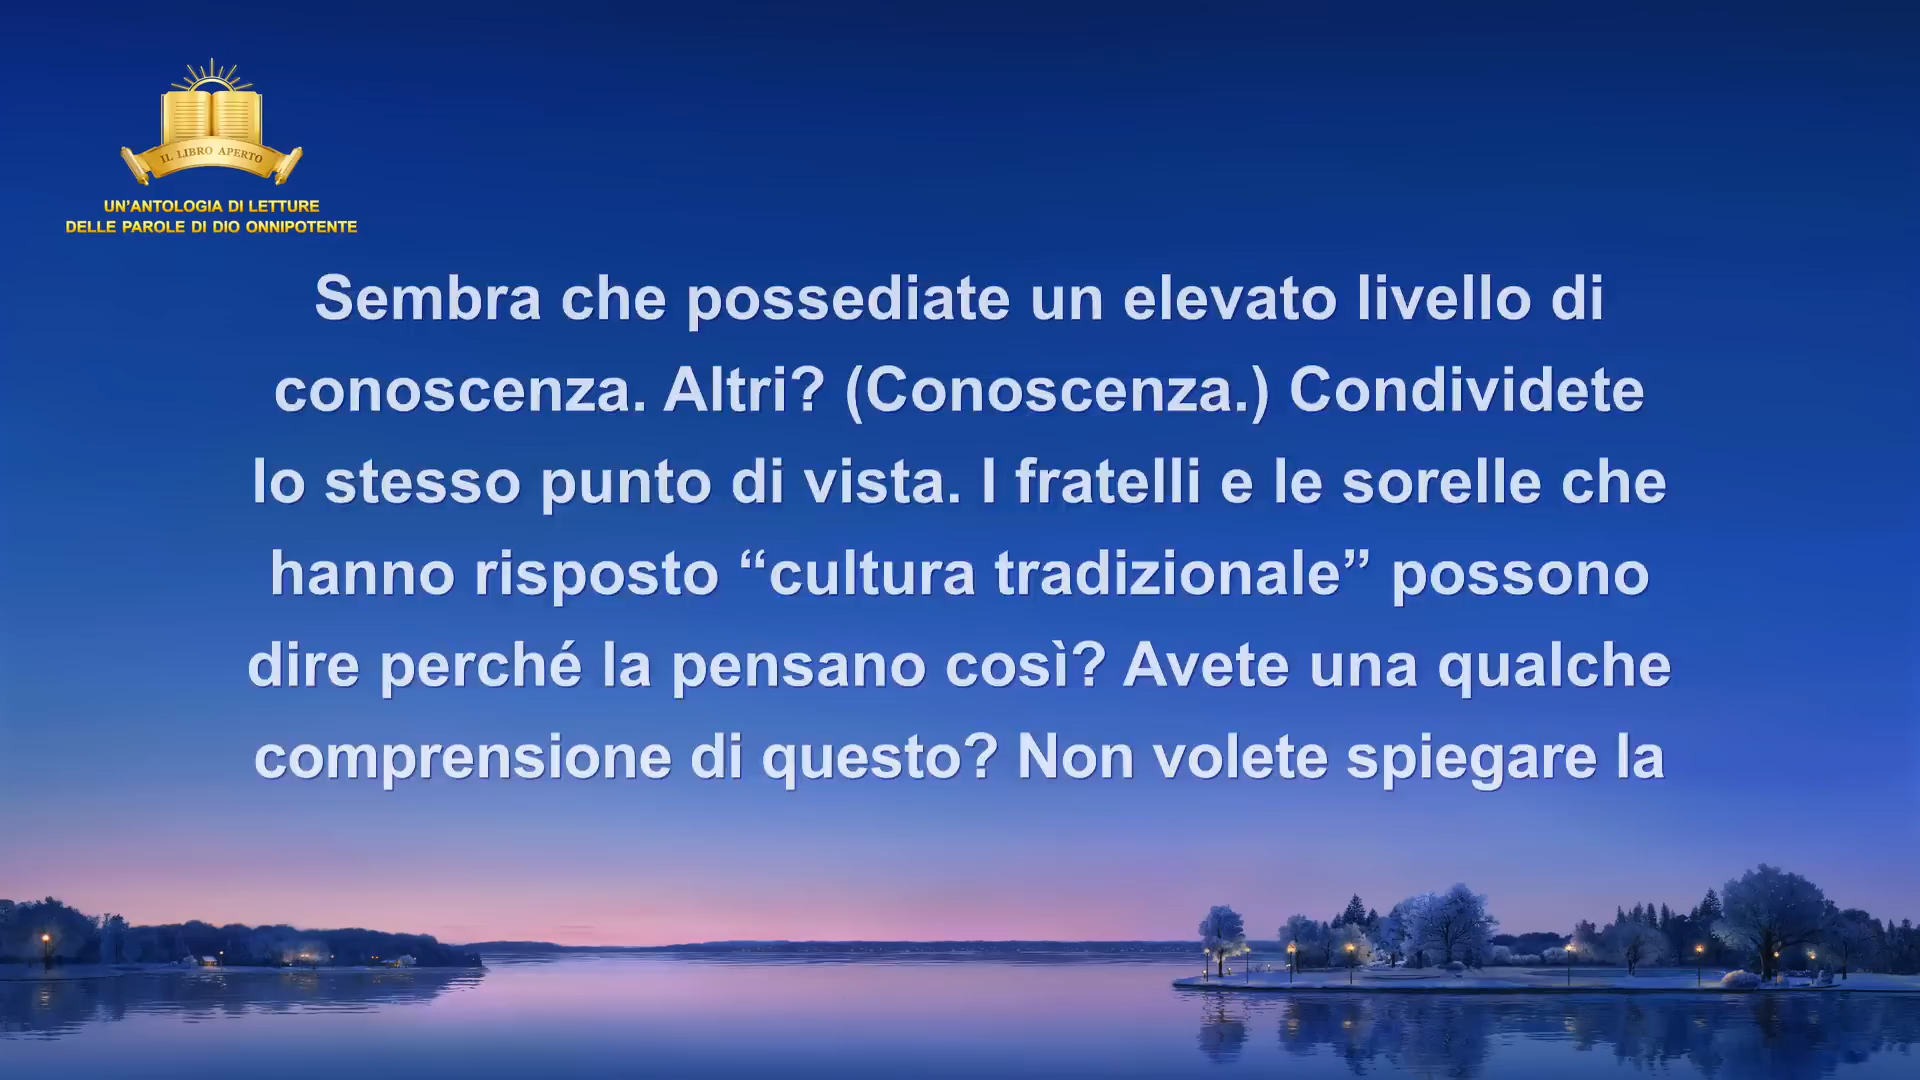 IL LIBRO APERTO
UN’ANTOLOGIA DI LETTURE
DELLE PAROLE DI DIO ONNIPOTENTE
Sembra che possediate un elevato livello di
conoscenza. Altri? (Conoscenza.) Condividete
lo stesso punto di vista. I fratelli e le sorelle che
hanno risposto “cultura tradizionale” possono
dire perché la pensano così? Avete una qualche
comprensione di questo? Non volete spiegare la